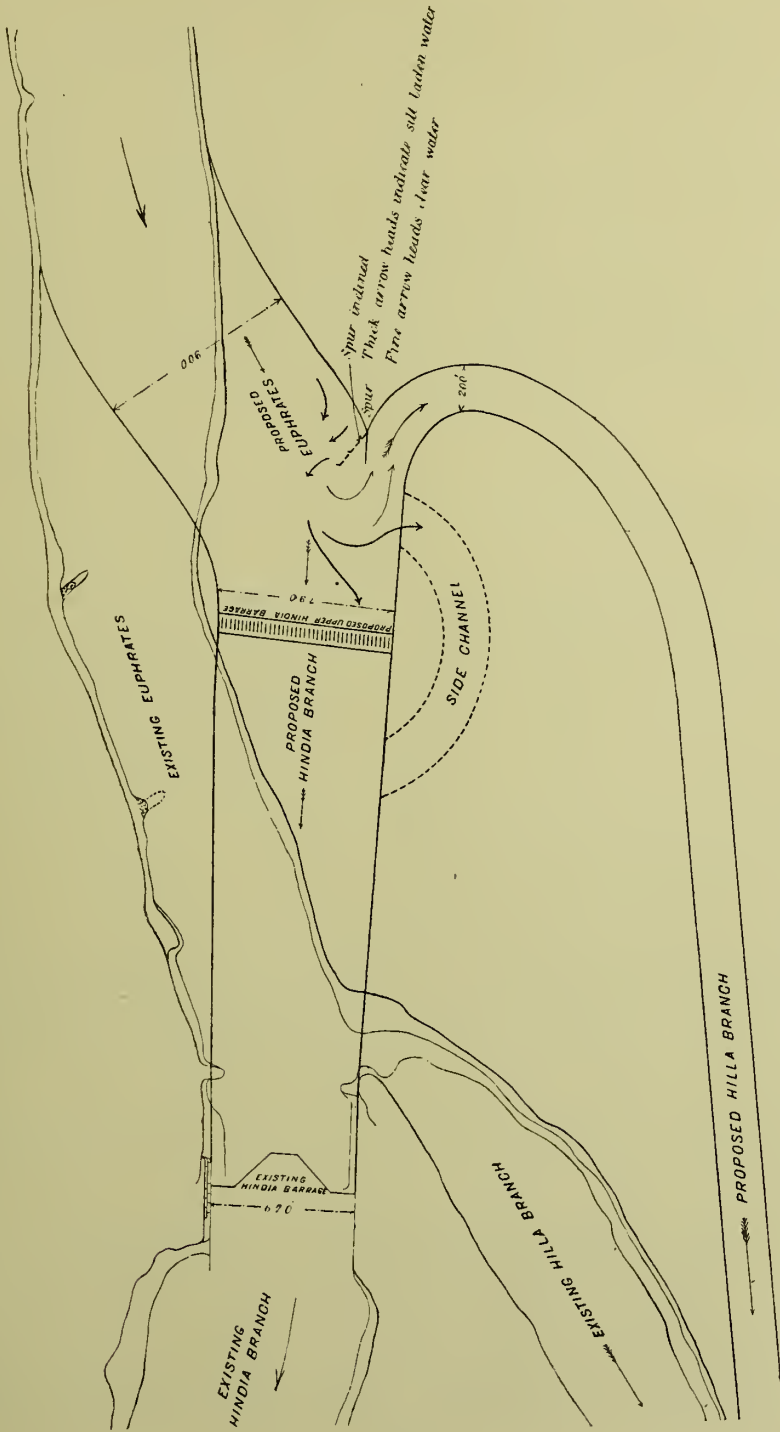 Spur inclined
Thick arrow heads indicate silt laden water
Fine arrow heads clear water
Spur
900
PROPOSED
EUPHRATES
200'
EXISTING EUPHRATES
790
PROPOSED UPPER HINDIA BARRAGE
SIDE CHANNEL
PROPOSED
HINDIA BRANCH
EXISTING
HINDIA BARRAGE
690
EXISTING
HINDIA BRANCH
EXISTING HILLA BRANCH
PROPOSED HILLA BRANCH